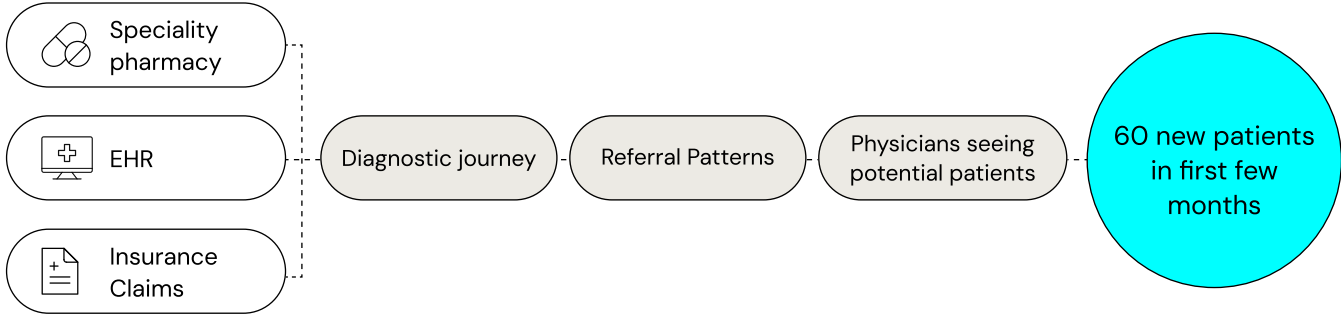 Speciality
pharmacy
EHR
Insurance
Claims
Diagnostic journey
Referral Patterns
Physicians seeing
potential patients
60 new patients
in first few
months